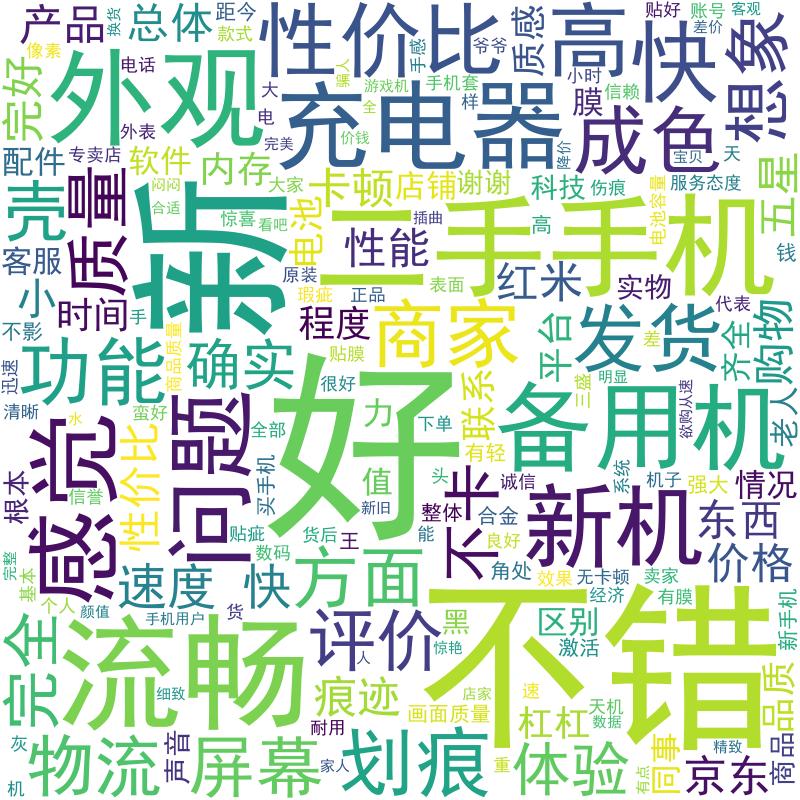 产品
换货
总体
距今
款式
性价比
质感
高
快
贴好
账号
差价
客观
想象
像素
电话
外观
完好
大
电
外表
完美
手感
爷爷
骊人
游戏机
全
价钱
手机套
样
小时
膜
信赖
降价
充电器
成色
宝贝
天
配件
专卖店
软件
内存
闷闷
合适
大家
惊喜
看吧
卡顿
店铺
谢谢
科技
伤痕
服务态度
电池容量
五星
壳
质量
新
二手手机
电池
插曲
性能
高
客服
原装
表面
红米
实物
钱
小
时间
手
瑕疵
正品
代表
不影
程度
商家
平台
发货
差
齐全
购物
迅速
功能
商品质量
确实
贴膜
很好
三盛
明显
欲购从速
清晰
蛮好
好
力
联系
备用机
老人
感觉
水
问题
全部
下单
有轻
根本
性价比
信誉
买手机
值
头
诚信
系统
机子
强大
情况
新旧
不卡
整体
合金
新机
东西
贴疵
货后
王
能
良好
完整
基本
数码
速度
快
方面
角处
效果
无卡顿
卖家
价格
个人
颜值
手机用户
货
经济
有膜
新手机
完全
流畅
评价
黑
惊艳
不错
区别
激活
人
细致
痕迹
店家
速
品质
画面质量
杠杠
天机
数据
灰
声音
耐用
机
物流
屏幕
家人
划痕
重
体验
有点
同事
精致
京东
商品